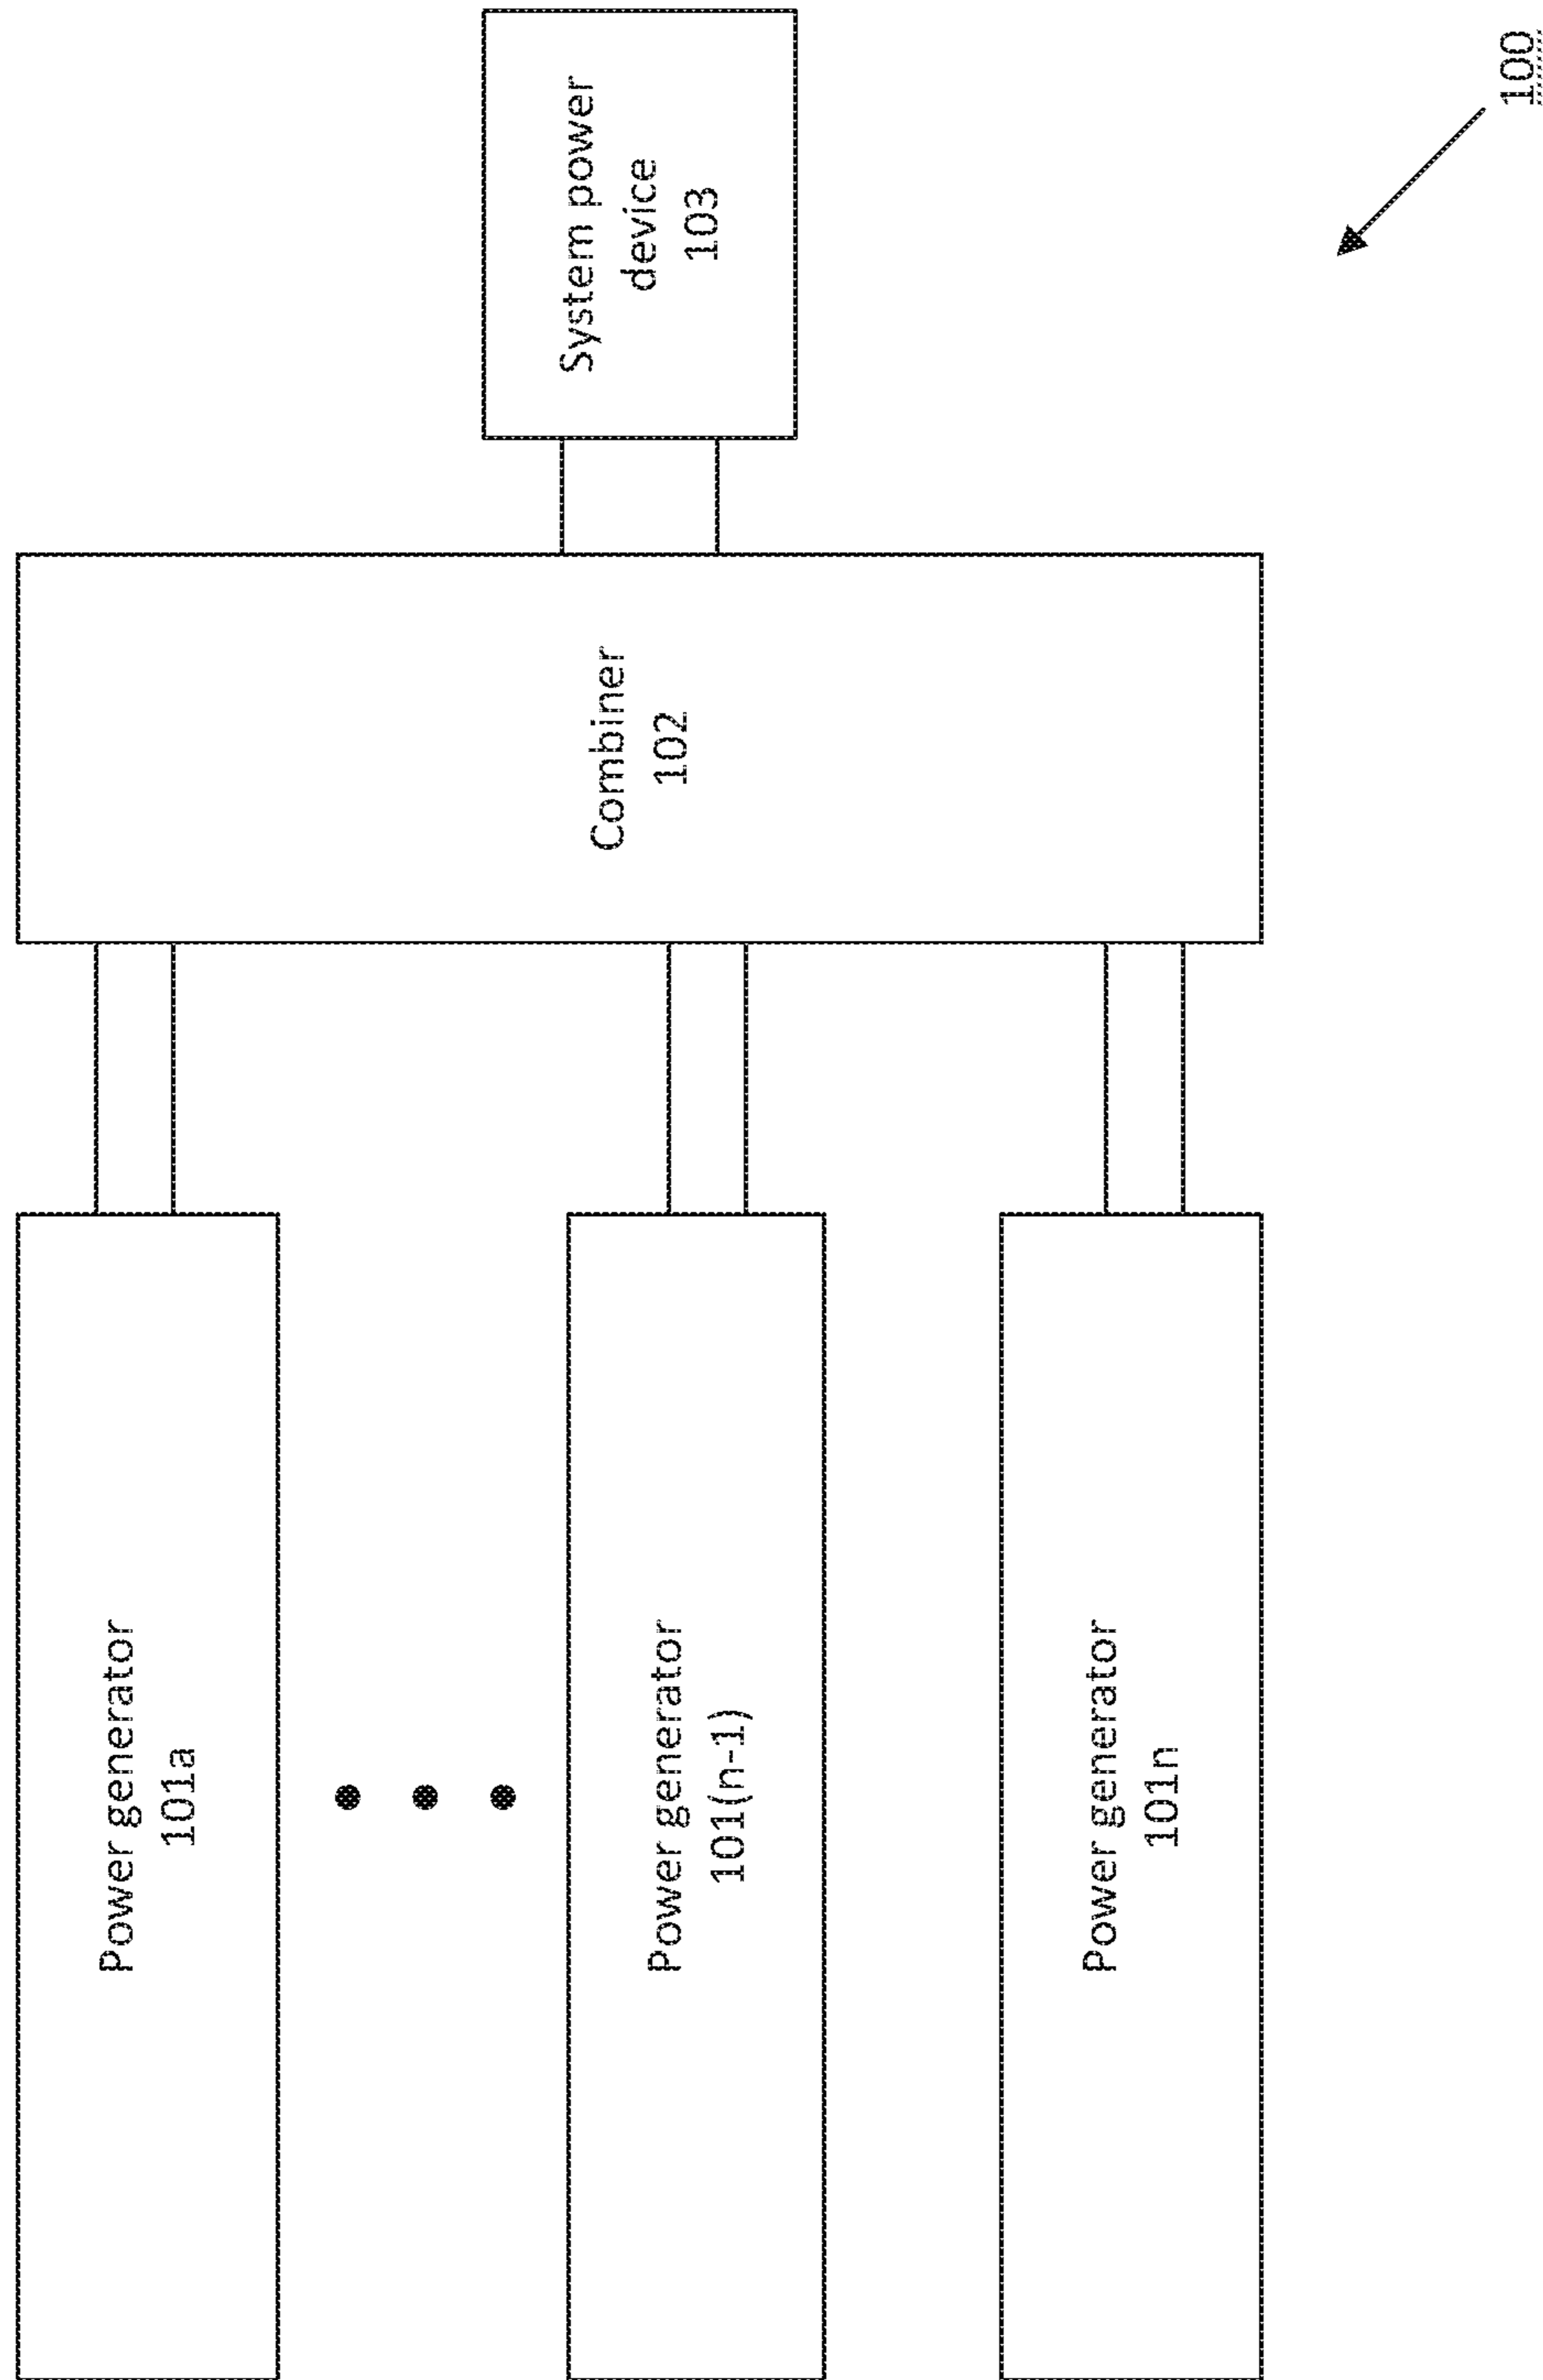 Power generator
101a
Power generator
101(n-1)
Power generator
101n
Combiner
102
System power
device
103
100